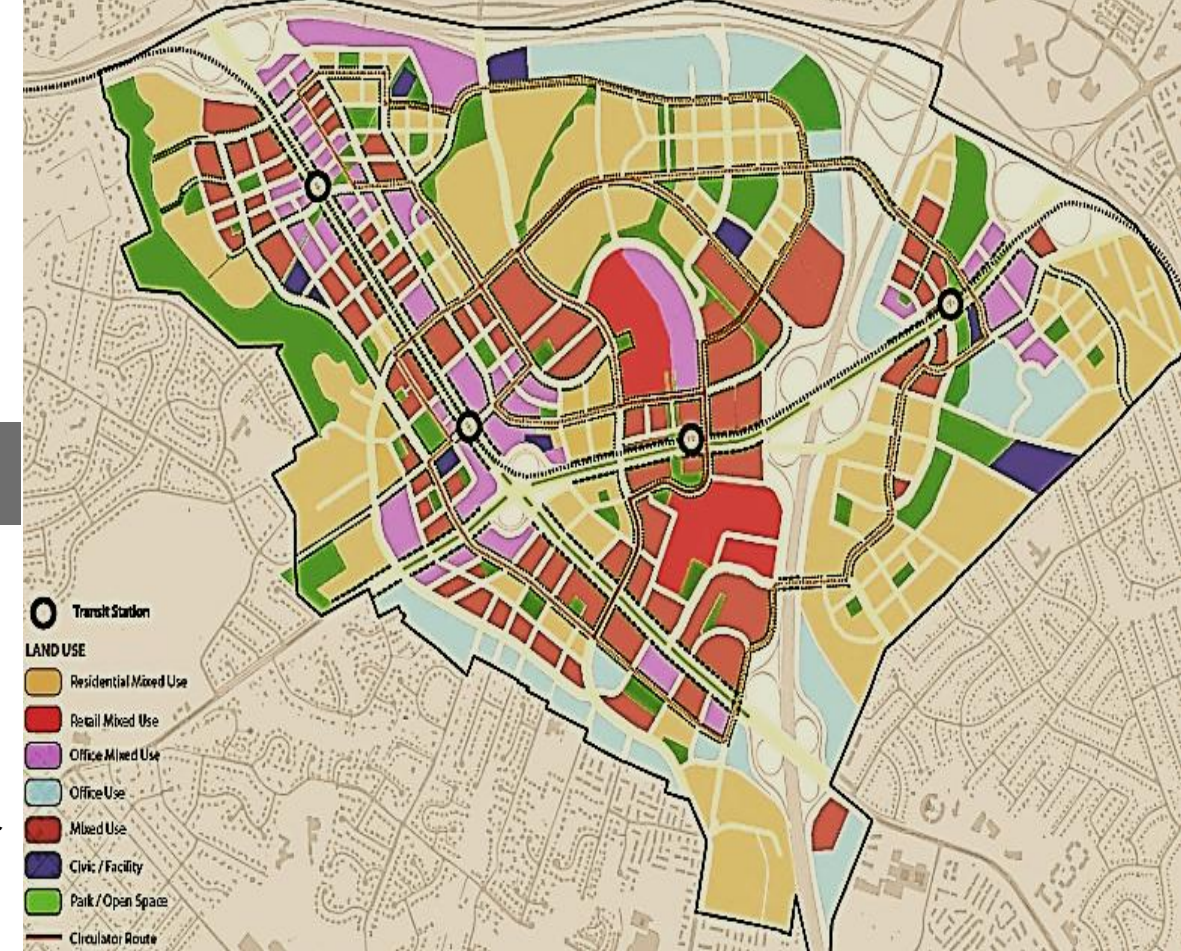 Transit Station
LAND USE
Residential Mixed Use
Retail Mixed Use
Office Mixed Use
Office Use
Mixed Use
Civic / Facility
Park / Open Space
Circulator Route